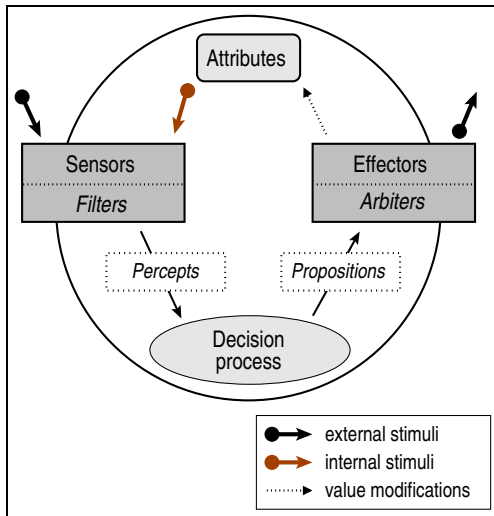 Attributes
Sensors
Filters
Effectors
Arbiters
Percepts
Propositions
Decision
process
external stimuli
internal stimuli
value modifications